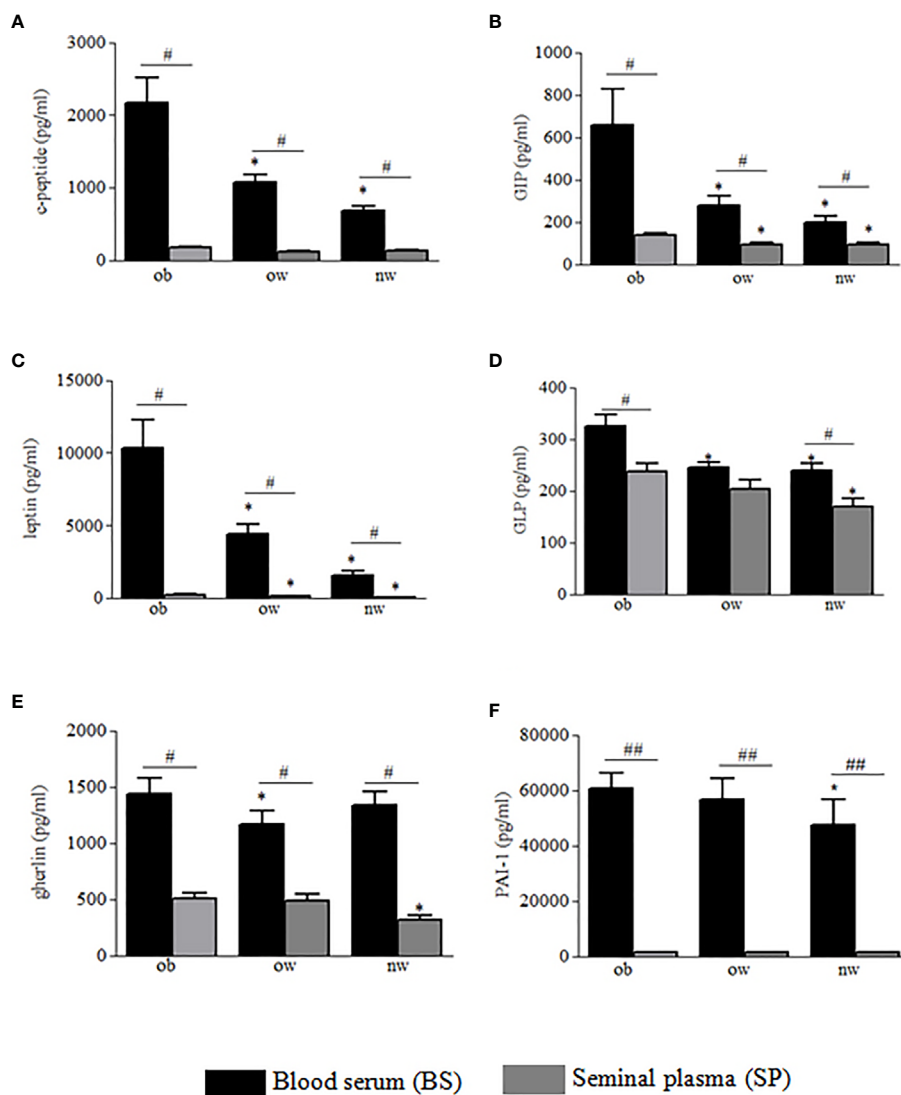 A
3000
2000
1000
0
c-peptide (pg/ml)
#
* #
* #
ob ow nw
B
1000
800
600
400
200
0
GIP (pg/ml)
#
#
* *
#
* *
ob ow nw
C
15000
10000
5000
0
leptin (pg/ml)
#
#
* *
#
* *
ob ow nw
D
400
300
200
100
0
GLP (pg/ml)
#
*
#
* *
ob ow nw
E
2000
1500
1000
500
0
gherlin (pg/ml)
#
#
*
#
*
ob ow nw
F
80000
60000
40000
20000
0
PAI-1 (pg/ml)
##
##
##
*
ob ow nw
Blood serum (BS) Seminal plasma (SP)